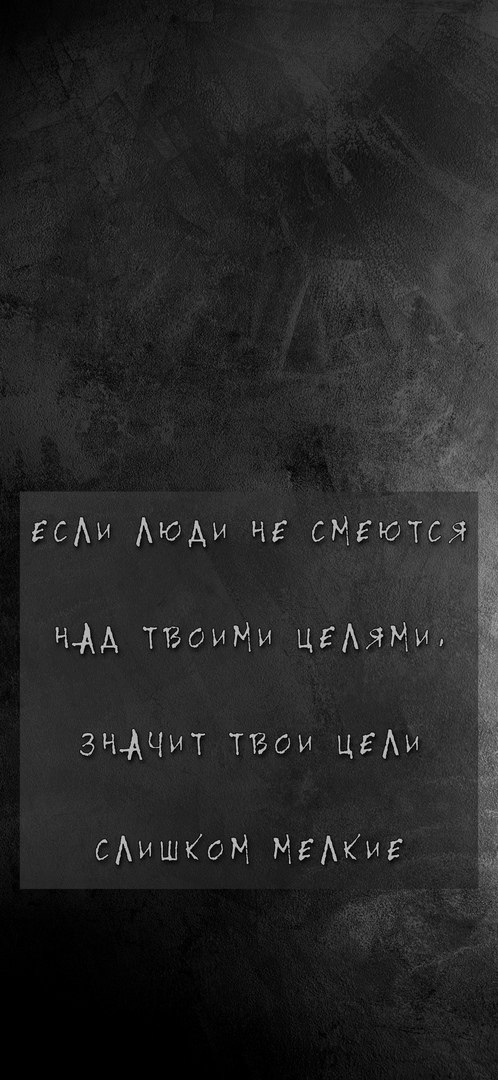 ЕСЛИ ЛЮДИ НЕ СМЕЮТСЯ
НАД ТВОИМИ ЦЕЛЯМИ,
ЗНАЧИТ ТВОИ ЦЕЛИ
СЛИШКОМ МЕЛКИЕ